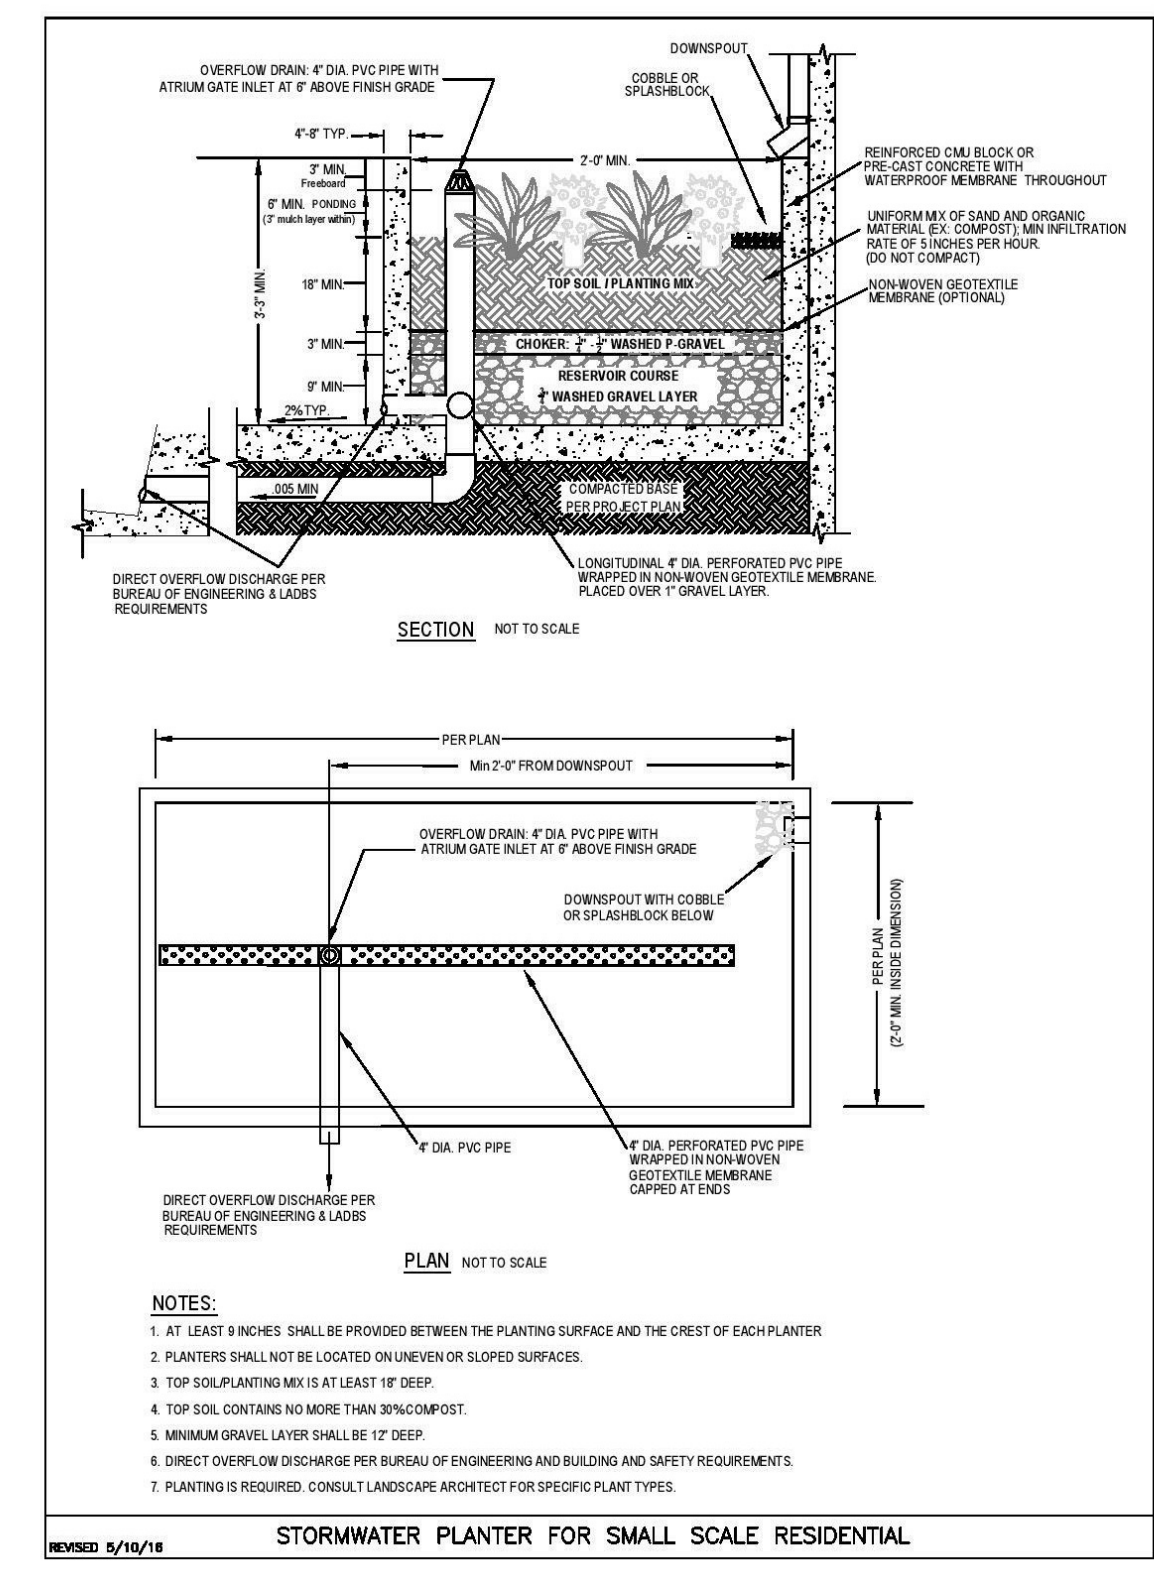 DOWNSPOUT
OVERFLOW DRAIN: 4" DIA. PVC PIPE WITH
ATRIUM GATE INLET AT 6" ABOVE FINISH GRADE
COBBLE OR
SPLASHBLOCK
4"-8" TYP.
2'-0" MIN.
3" MIN.
Freeboard
6" MIN. PONDING
(3" mulch layer within)
18" MIN.
3'-3" MIN.
3" MIN.
9" MIN.
2% TYP.
REINFORCED CMU BLOCK OR
PRE-CAST CONCRETE WITH
WATERPROOF MEMBRANE THROUGHOUT
UNIFORM MIX OF SAND AND ORGANIC
MATERIAL (EX: COMPOST); MIN INFILTRATION
RATE OF 5 INCHES PER HOUR.
(DO NOT COMPACT)
NON-WOVEN GEOTEXTILE
MEMBRANE (OPTIONAL)
TOP SOIL / PLANTING MIX
CHOKER: 1/4" - 1/2" WASHED P-GRAVEL
RESERVOIR COURSE
3/4" WASHED GRAVEL LAYER
.005 MIN
COMPACTED BASE
PER PROJECT PLAN
DIRECT OVERFLOW DISCHARGE PER
BUREAU OF ENGINEERING & LADBS
REQUIREMENTS
LONGITUDINAL 4" DIA. PERFORATED PVC PIPE
WRAPPED IN NON-WOVEN GEOTEXTILE MEMBRANE.
PLACED OVER 1" GRAVEL LAYER.
SECTION NOT TO SCALE
PER PLAN
Min 2'-0" FROM DOWNSPOUT
OVERFLOW DRAIN: 4" DIA. PVC PIPE WITH
ATRIUM GATE INLET AT 6" ABOVE FINISH GRADE
DOWNSPOUT WITH COBBLE
OR SPLASHBLOCK BELOW
PER PLAN
(2'-0" MIN. INSIDE DIMENSION)
4" DIA. PVC PIPE
4" DIA. PERFORATED PVC PIPE
WRAPPED IN NON-WOVEN
GEOTEXTILE MEMBRANE
CAPPED AT ENDS
DIRECT OVERFLOW DISCHARGE PER
BUREAU OF ENGINEERING & LADBS
REQUIREMENTS
PLAN NOT TO SCALE
NOTES:
1. AT LEAST 9 INCHES SHALL BE PROVIDED BETWEEN THE PLANTING SURFACE AND THE CREST OF EACH PLANTER
2. PLANTERS SHALL NOT BE LOCATED ON UNEVEN OR SLOPED SURFACES.
3. TOP SOIL/PLANTING MIX IS AT LEAST 18" DEEP.
4. TOP SOIL CONTAINS NO MORE THAN 30% COMPOST.
5. MINIMUM GRAVEL LAYER SHALL BE 12" DEEP.
6. DIRECT OVERFLOW DISCHARGE PER BUREAU OF ENGINEERING AND BUILDING AND SAFETY REQUIREMENTS.
7. PLANTING IS REQUIRED. CONSULT LANDSCAPE ARCHITECT FOR SPECIFIC PLANT TYPES.
STORMWATER PLANTER FOR SMALL SCALE RESIDENTIAL
REVISED 5/10/16